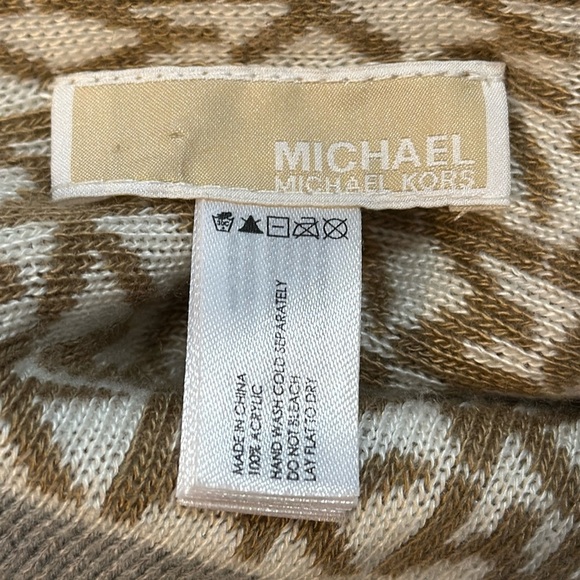 MICHAEL
MICHAEL KORS
MADE IN CHINA
100% ACRYLIC
HAND WASH COLD SEPARATELY
DO NOT BLEACH
LAY FLAT TO DRY